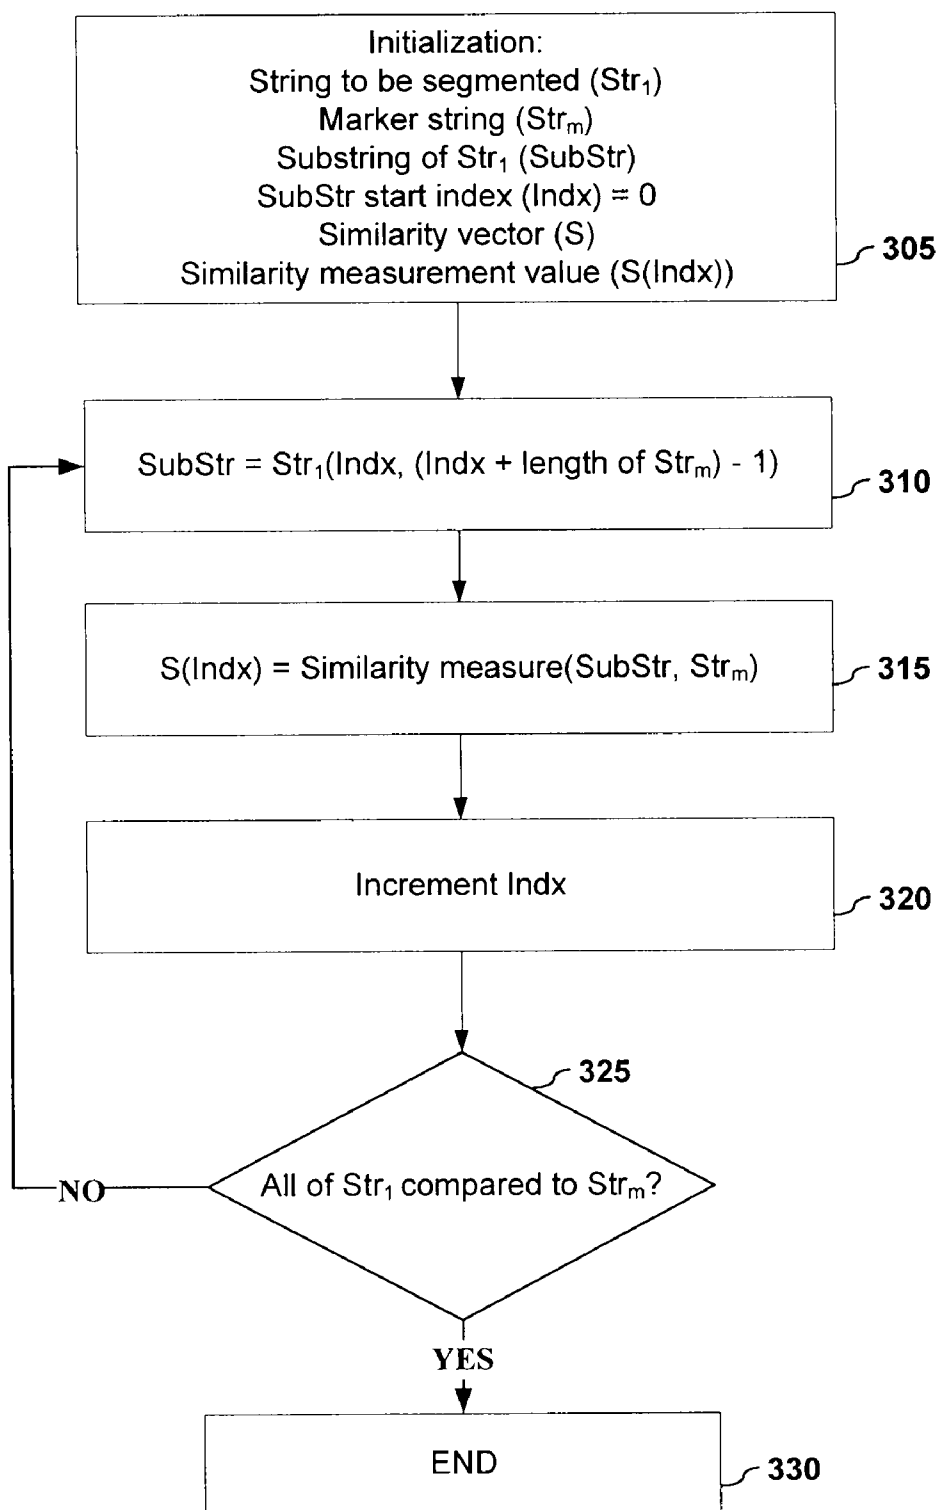 Initialization:
String to be segmented (Str₁)
Marker string (Strₘ)
Substring of Str₁ (SubStr)
SubStr start index (Indx) = 0
Similarity vector (S)
Similarity measurement value (S(Indx))
305
SubStr = Str₁(Indx, (Indx + length of Strₘ) - 1)
310
S(Indx) = Similarity measure(SubStr, Strₘ)
315
Increment Indx
320
325
All of Str₁ compared to Strₘ?
NO
YES
END
330